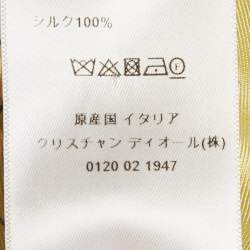 シルク100%
原産国 イタリア
クリスチャン ディオール(株)
0120 02 1947